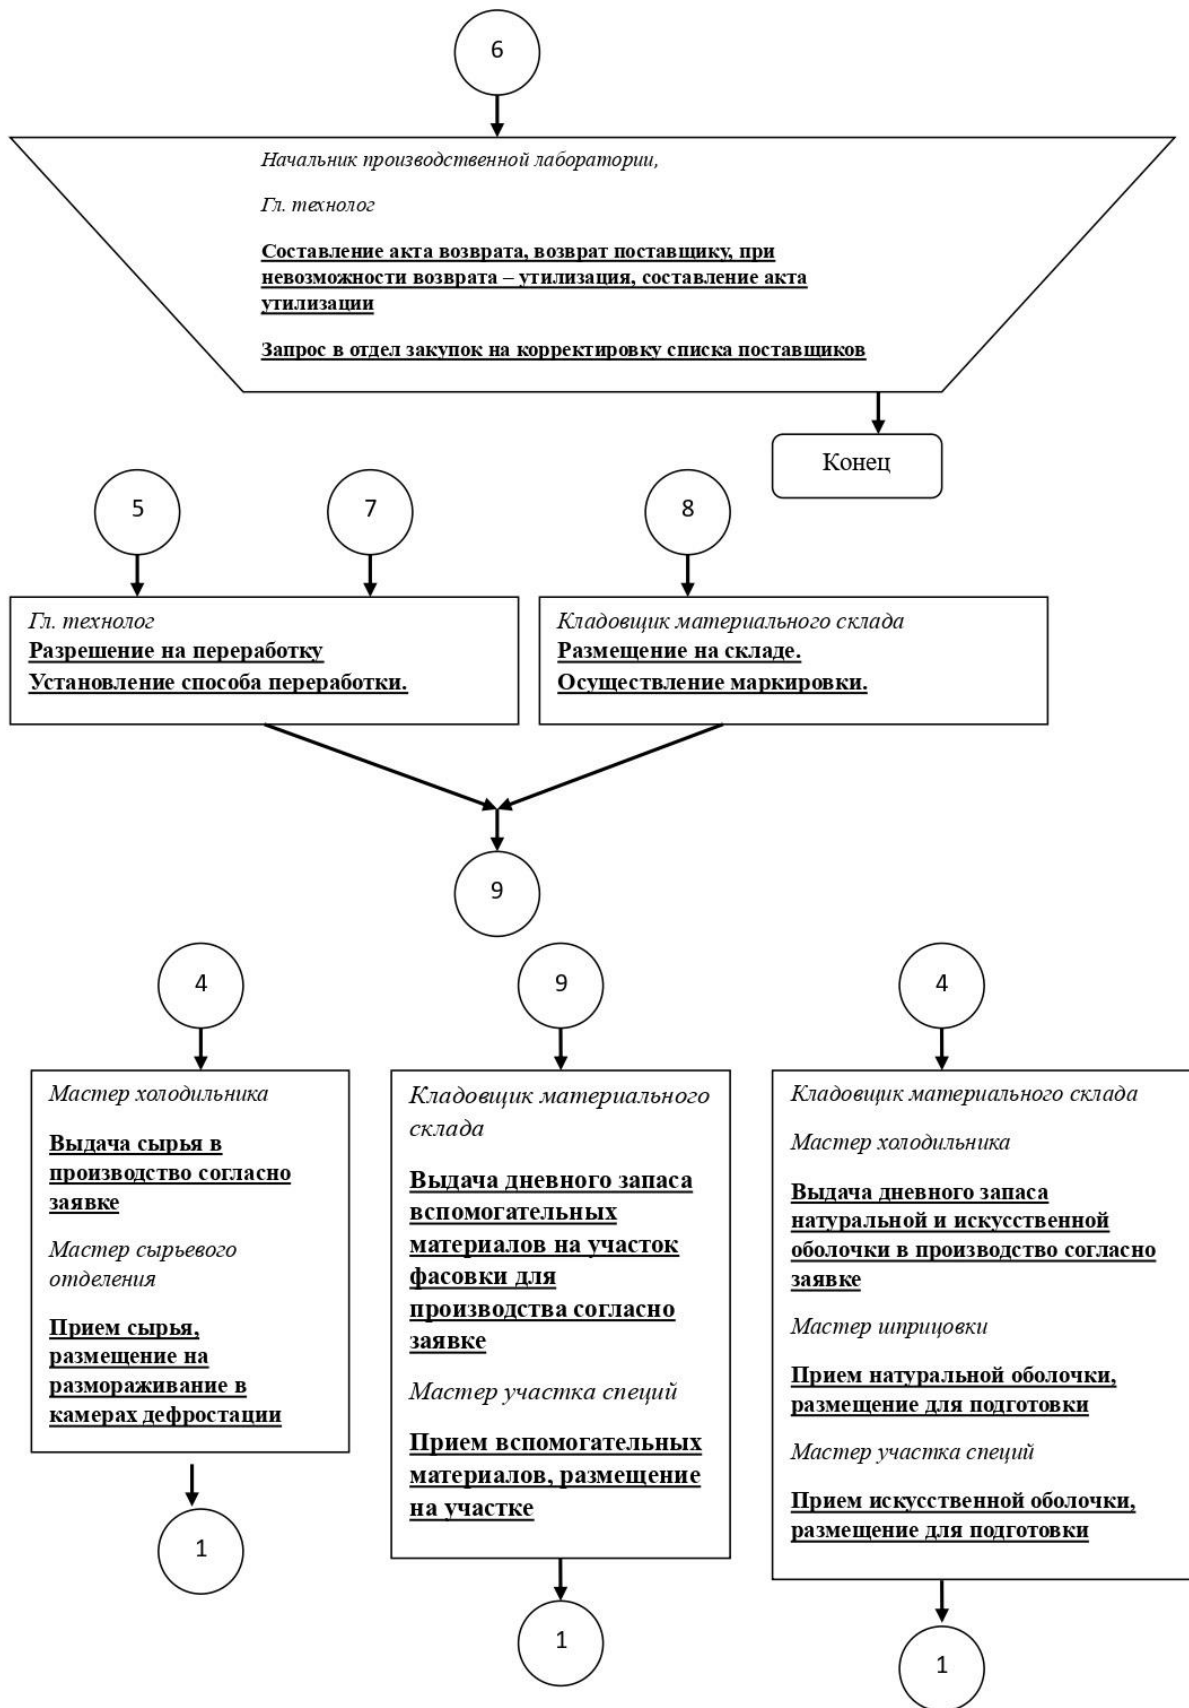 6
Начальник производственной лаборатории,
Гл. технолог
Составление акта возврата, возврат поставщику, при
невозможности возврата – утилизация, составление акта
утилизации
Запрос в отдел закупок на корректировку списка поставщиков
Конец
5
7
8
Гл. технолог
Разрешение на переработку
Установление способа переработки.
Кладовщик материального склада
Размещение на складе.
Осуществление маркировки.
9
4
9
4
Мастер холодильника
Выдача сырья в
производство согласно
заявке
Мастер сырьевого
отделения
Прием сырья,
размещение на
размораживание в
камерах дефростации
1
Кладовщик материального
склада
Выдача дневного запаса
вспомогательных
материалов на участок
фасовки для
производства согласно
заявке
Мастер участка специй
Прием вспомогательных
материалов, размещение
на участке
1
Кладовщик материального склада
Мастер холодильника
Выдача дневного запаса
натуральной и искусственной
оболочки в производство согласно
заявке
Мастер шприцовки
Прием натуральной оболочки,
размещение для подготовки
Мастер участка специй
Прием искусственной оболочки,
размещение для подготовки
1